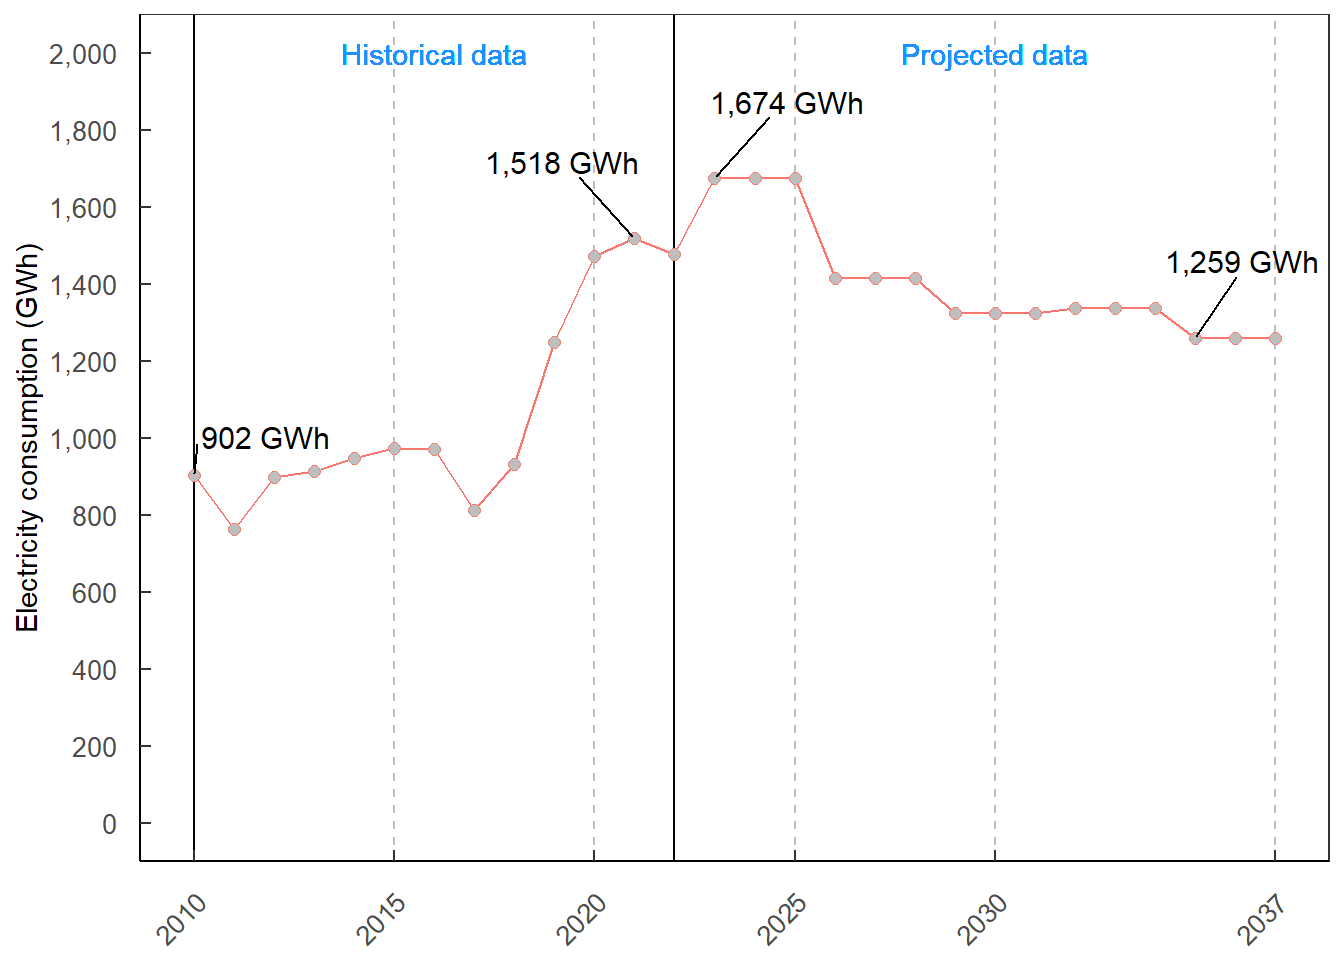 Historical data
Projected data
1,674 GWh
1,518 GWh
1,259 GWh
902 GWh
Electricity consumption (GWh)
2,000
1,800
1,600
1,400
1,200
1,000
800
600
400
200
0
2010
2015
2020
2025
2030
2037